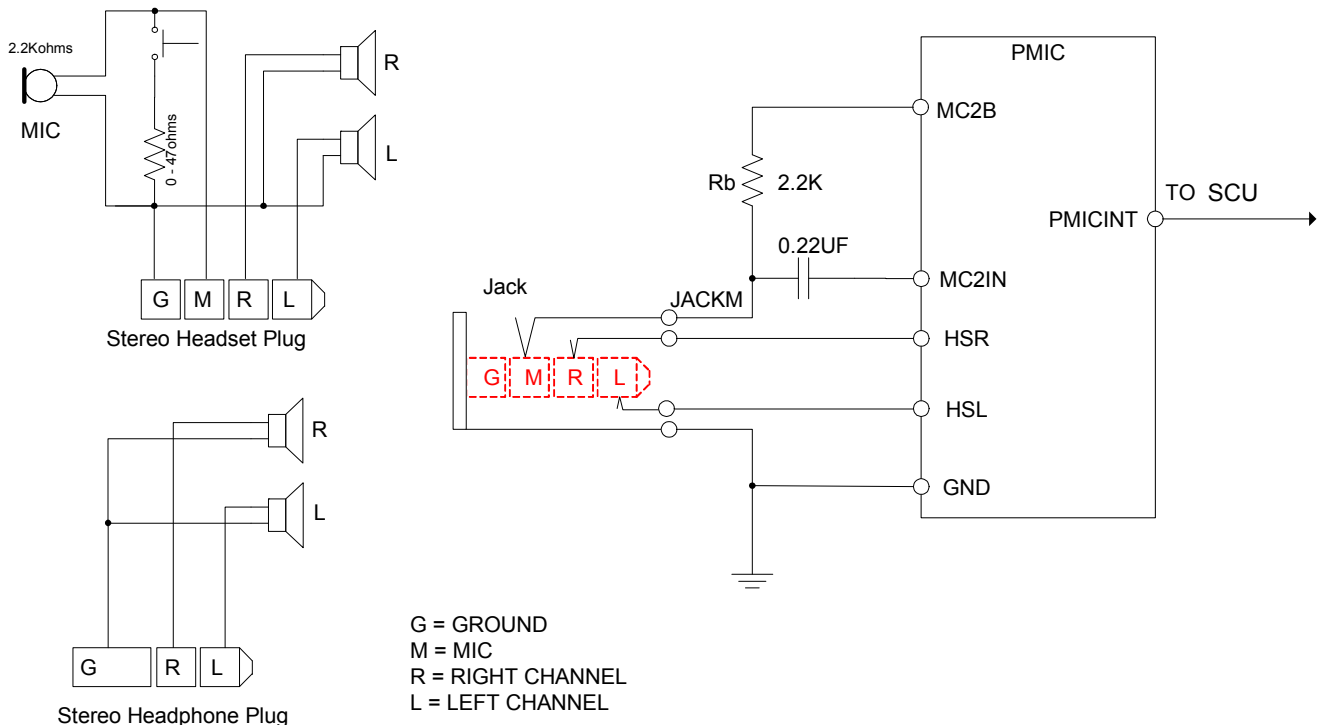 2.2Kohms
MIC
0 - 47ohms
R
L
G M R L
Stereo Headset Plug
R
L
G R L
Stereo Headphone Plug
Jack
JACKM
G M R L
Rb 2.2K
0.22UF
PMIC
MC2B
PMICINT
TO SCU
MC2IN
HSR
HSL
GND
G = GROUND
M = MIC
R = RIGHT CHANNEL
L = LEFT CHANNEL